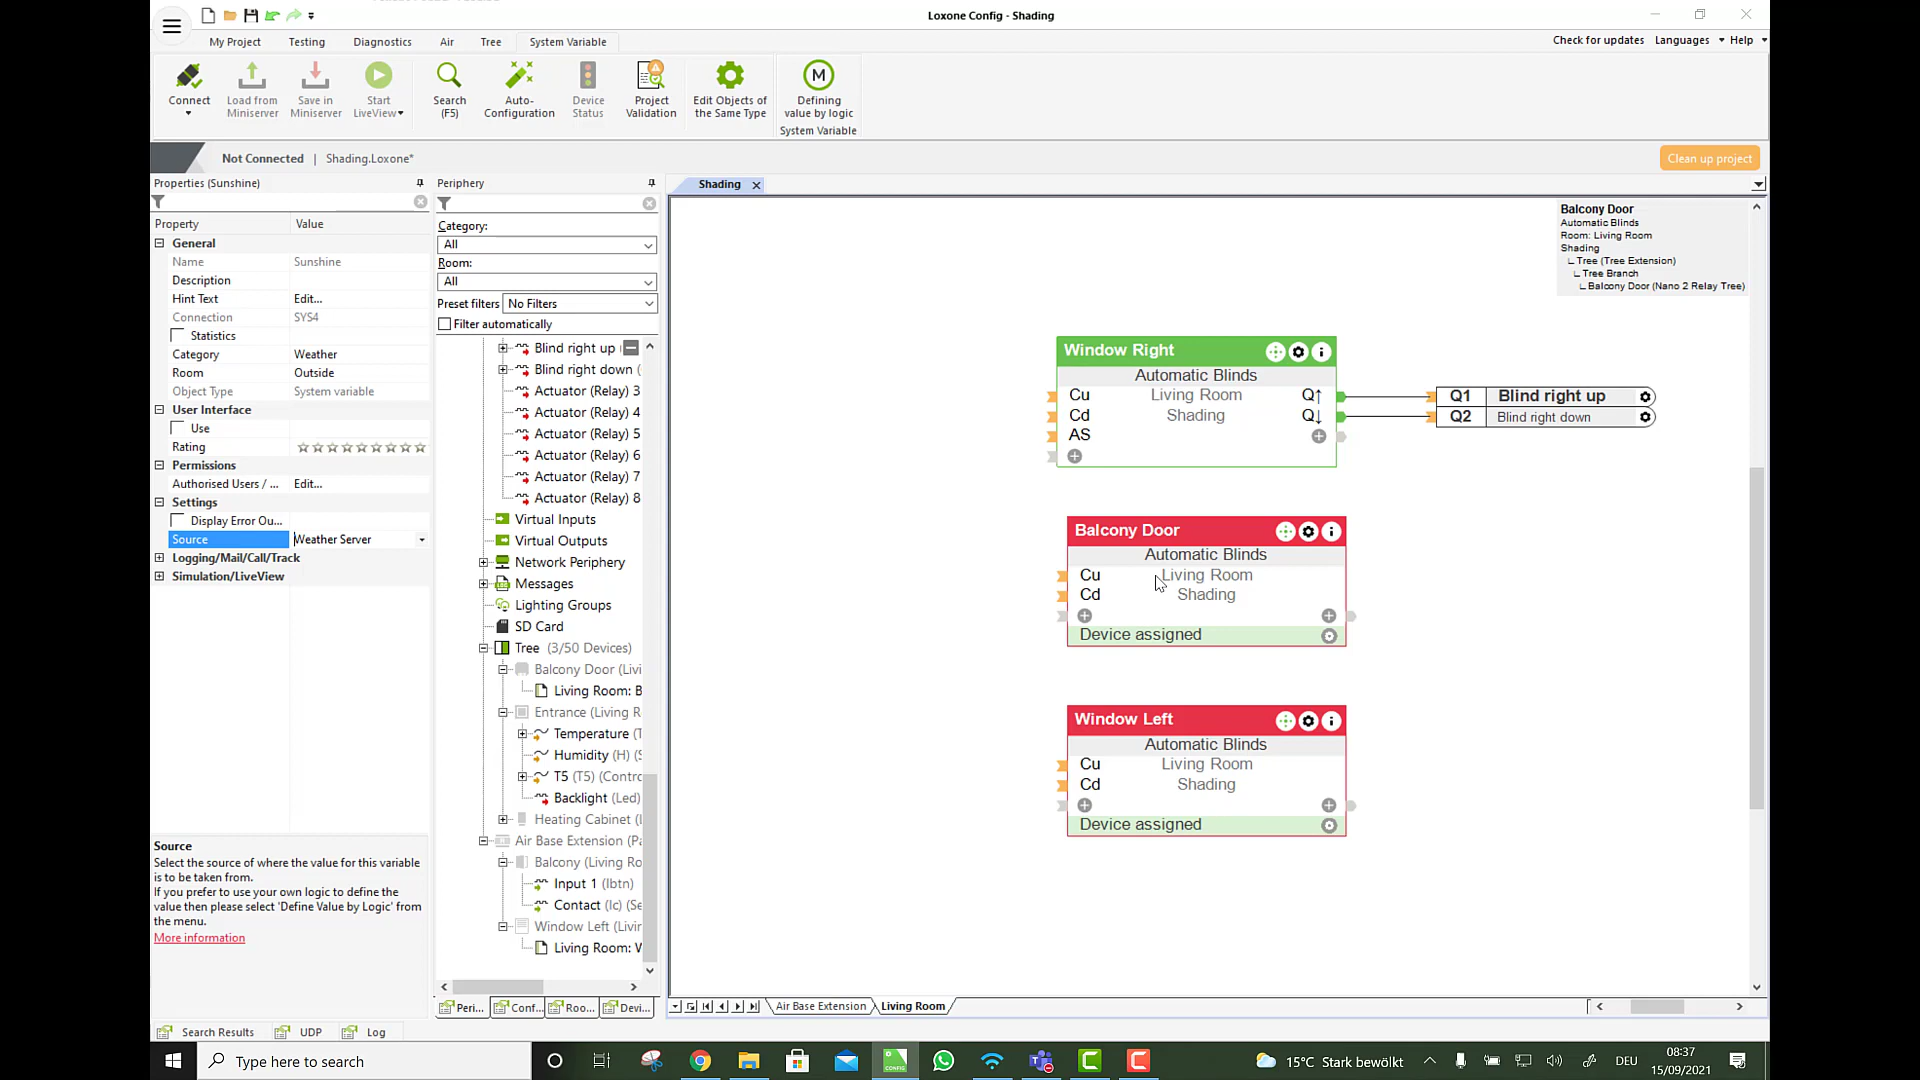 Loxone Config - Shading
My Project
Testing
Diagnostics
Air
Tree
System Variable
Check for updates
Languages
Help
Connect
Load from Miniserver
Save in Miniserver
Start LiveView
Search (F5)
Auto-Configuration
Device Status
Project Validation
Edit Objects of the Same Type
M
Defining value by logic
System Variable
Not Connected
Shading.Loxone*
Clean up project
Properties (Sunshine)
Property Value
General
Name Sunshine
Description
Hint Text Edit...
Connection SYS4
Statistics
Category Weather
Room Outside
Object Type System variable
User Interface
Use
Rating
Permissions
Authorised Users / ... Edit...
Settings
Display Error Ou...
Source Weather Server
Logging/Mail/Call/Track
Simulation/LiveView
Source
Select the source of where the value for this variable
is to be taken from.
If you prefer to use your own logic to define the
value then please select 'Define Value by Logic' from
the menu.
More information
Periphery
Category:
All
Room:
All
Preset filters No Filters
Filter automatically
Blind right up
Blind right down (
Actuator (Relay) 3
Actuator (Relay) 4
Actuator (Relay) 5
Actuator (Relay) 6
Actuator (Relay) 7
Actuator (Relay) 8
Virtual Inputs
Virtual Outputs
Network Periphery
Messages
Lighting Groups
SD Card
Tree (3/50 Devices)
Balcony Door (Livi
Living Room: B
Entrance (Living R
Temperature (T
Humidity (H) (S
T5 (T5) (Contrc
Backlight (Led)
Heating Cabinet (I
Air Base Extension (Pa
Balcony (Living Ro
Input 1 (Ibtn)
Contact (Ic) (Se
Window Left (Livir
Living Room: W
Peri...
Conf...
Roo...
Devi...
Shading
Balcony Door
Automatic Blinds
Room: Living Room
Shading
Tree (Tree Extension)
Tree Branch
Balcony Door (Nano 2 Relay Tree)
Window Right
Automatic Blinds
Cu Living Room Q↑
Cd Shading Q↓
AS
Q1 Blind right up
Q2 Blind right down
Balcony Door
Automatic Blinds
Cu Living Room
Cd Shading
Device assigned
Window Left
Automatic Blinds
Cu Living Room
Cd Shading
Device assigned
Air Base Extension
Living Room
Search Results
UDP
Log
Type here to search
CONFIG
15°C Stark bewölkt
DEU
08:37
15/09/2021